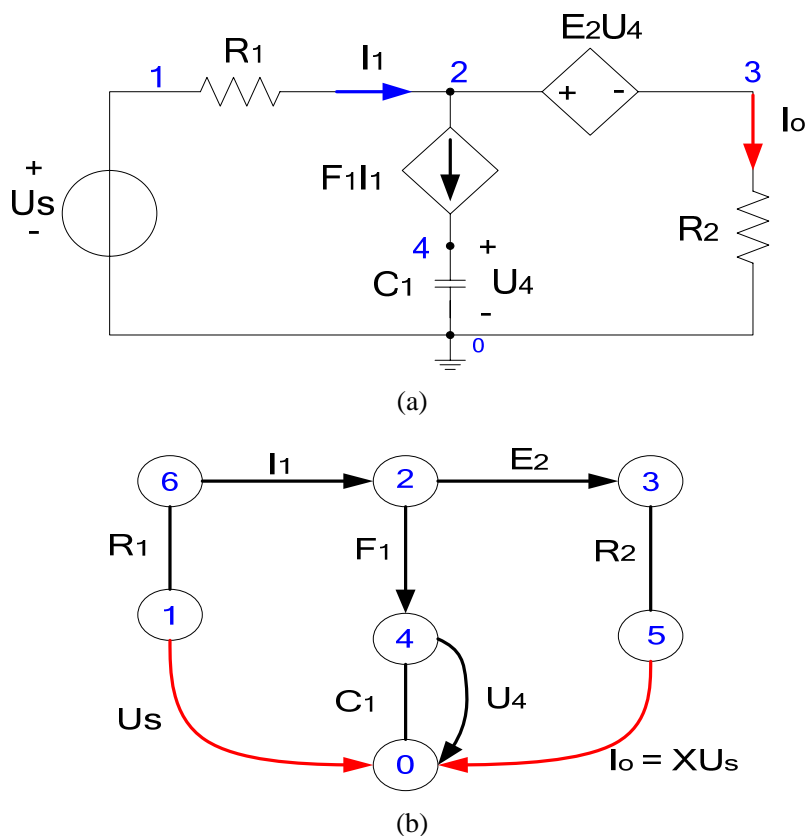 E2U4
R1
I1
1
2
3
+
-
Io
+
Us
-
F1I1
R2
4
+
C1
U4
-
0
(a)
I1
E2
6
2
3
R1
F1
R2
1
4
5
Us
C1
U4
0
Io = XUs
(b)